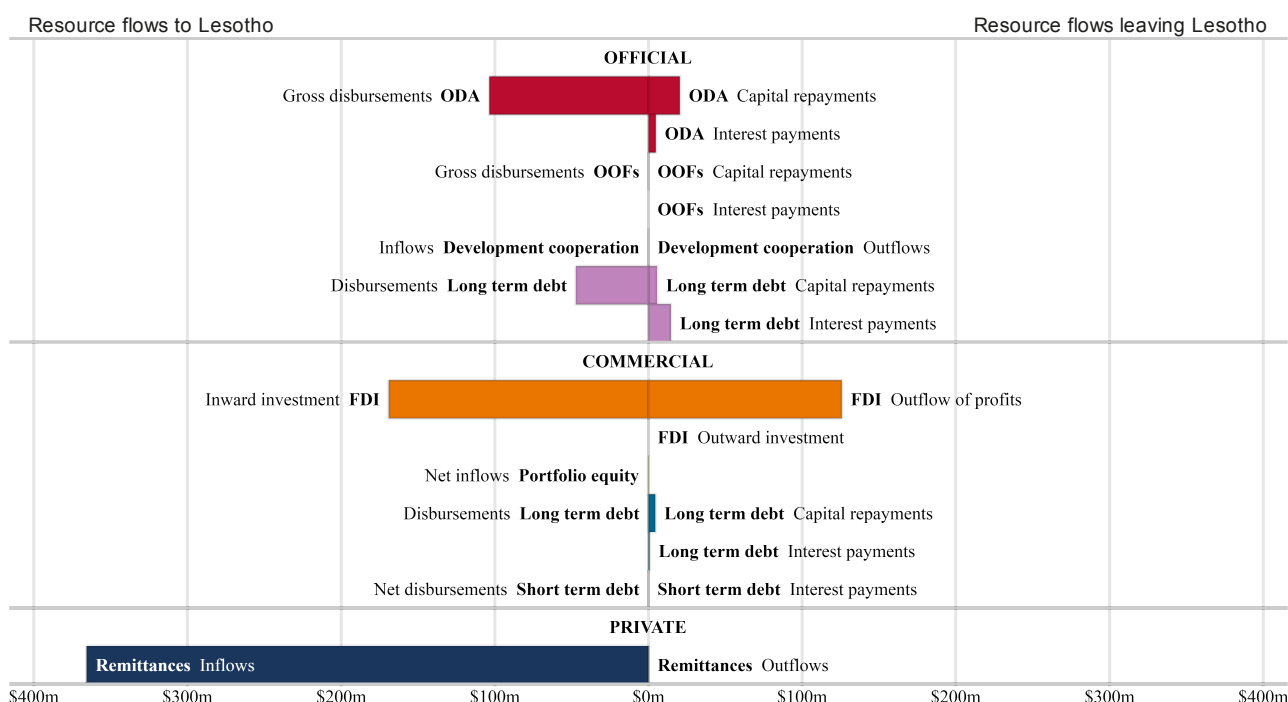 Resource flows to Lesotho Resource flows leaving Lesotho
OFFICIAL
Gross disbursements ODA ODA Capital repayments
ODA Interest payments
Gross disbursements OOFs OOFs Capital repayments
OOFs Interest payments
Inflows Development cooperation Development cooperation Outflows
Disbursements Long term debt Long term debt Capital repayments
Long term debt Interest payments
COMMERCIAL
Inward investment FDI FDI Outflow of profits
FDI Outward investment
Net inflows Portfolio equity
Disbursements Long term debt Long term debt Capital repayments
Long term debt Interest payments
Net disbursements Short term debt Short term debt Interest payments
PRIVATE
Remittances Inflows Remittances Outflows
$400m $300m $200m $100m $0m $100m $200m $300m $400m